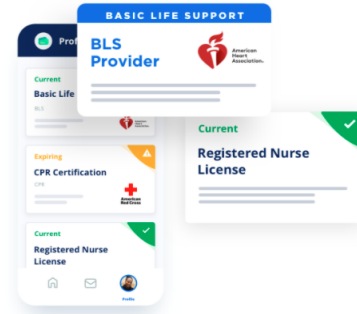 BASIC LIFE SUPPORT
BLS
Provider
American
Heart
Association.
Prof
Current
Basic Life
BLS
Expiring
CPR Certification
CPR
American
Red Cross
Current
Registered Nurse
License
Profile
Current
Registered Nurse
License